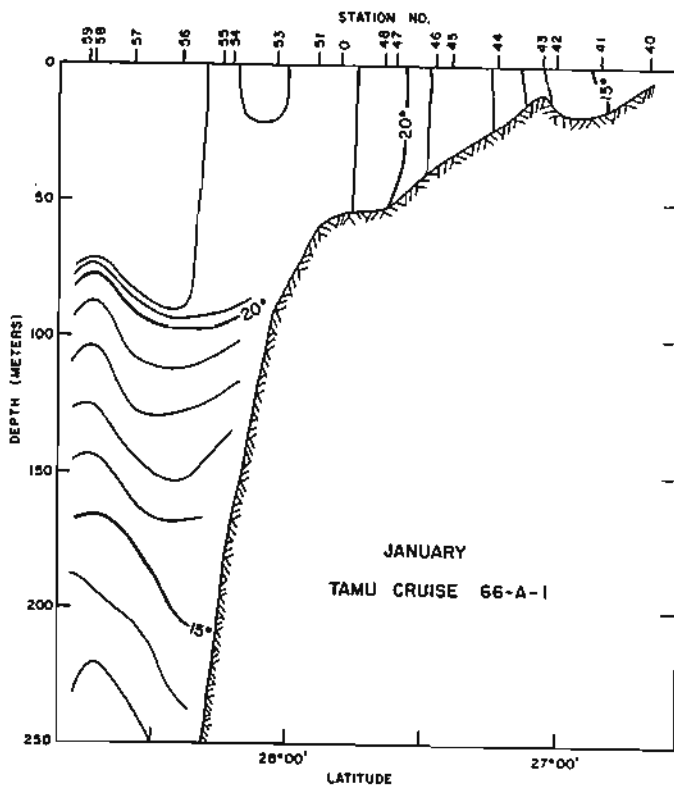 STATION NO.
59 58 57 56 55 54 53 51 0 48 47 46 45 44 43 42 41 40
0
50
100
150
200
250
DEPTH (METERS)
20°
15°
20°
15°
JANUARY
TAMU CRUISE 66-A-1
26°00'
27°00'
LATITUDE